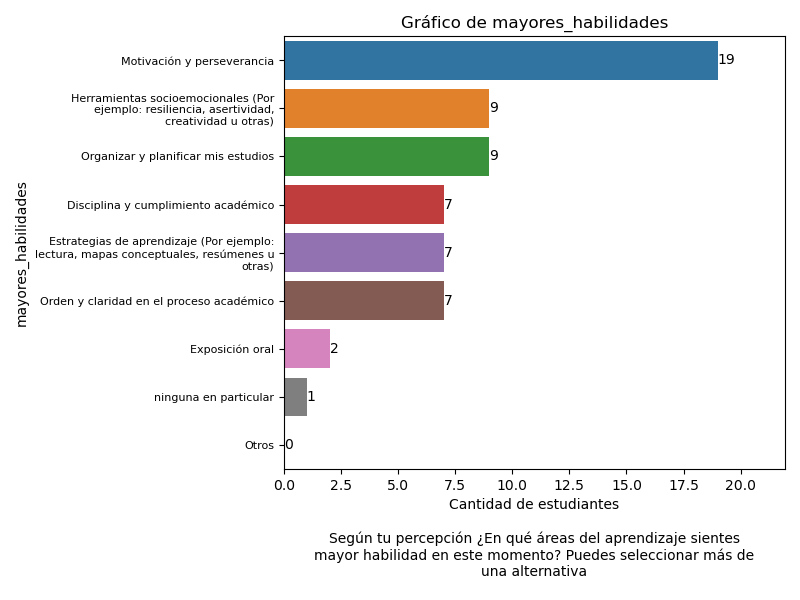 Gráfico de mayores_habilidades
mayores_habilidades
Motivación y perseverancia
19
Herramientas socioemocionales (Por
ejemplo: resiliencia, asertividad,
creatividad u otras)
9
Organizar y planificar mis estudios
9
Disciplina y cumplimiento académico
7
Estrategias de aprendizaje (Por ejemplo:
lectura, mapas conceptuales, resúmenes u
otras)
7
Orden y claridad en el proceso académico
7
Exposición oral
2
ninguna en particular
1
Otros
0
0.0 2.5 5.0 7.5 10.0 12.5 15.0 17.5 20.0
Cantidad de estudiantes
Según tu percepción ¿En qué áreas del aprendizaje sientes
mayor habilidad en este momento? Puedes seleccionar más de
una alternativa